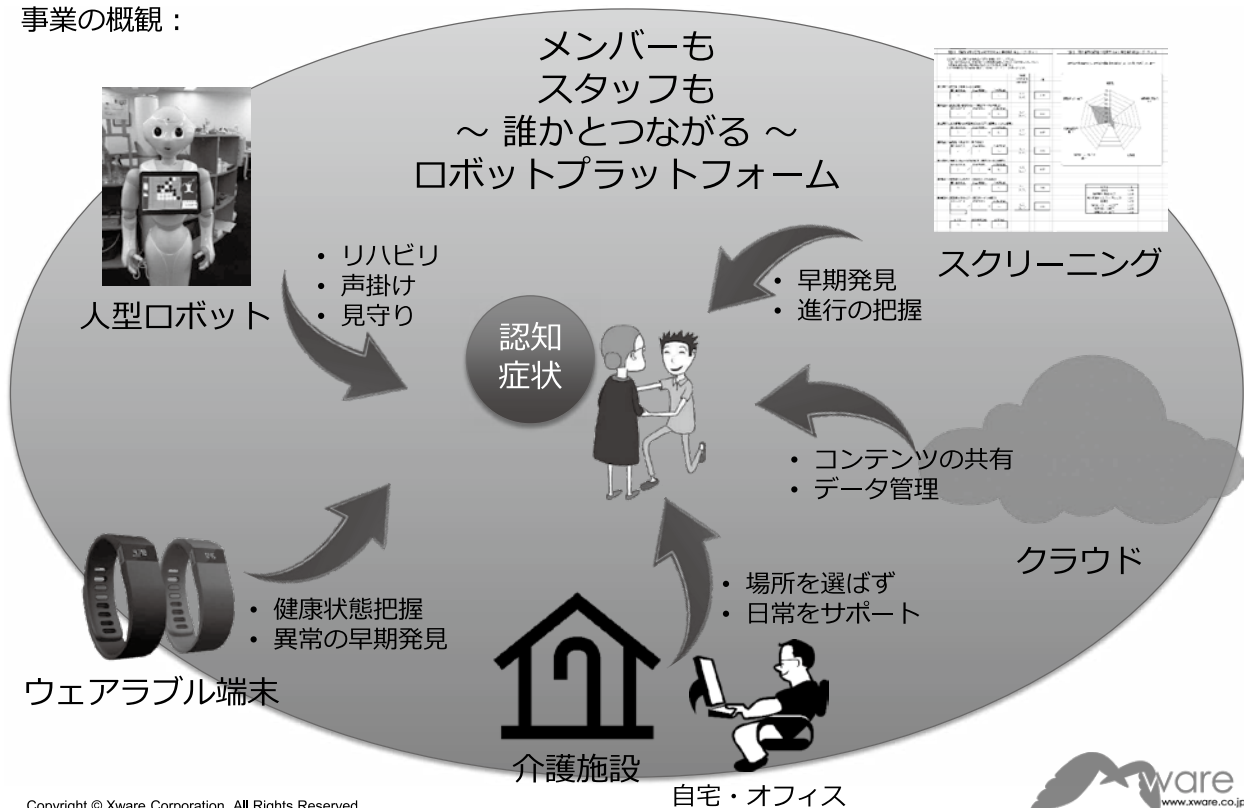 事業の概観：
メンバーも
スタッフも
～ 誰かとつながる ～
ロボットプラットフォーム
人型ロボット
• リハビリ
• 声掛け
• 見守り
スクリーニング
• 早期発見
• 進行の把握
認知
症状
• コンテンツの共有
• データ管理
クラウド
ウェアラブル端末
• 健康状態把握
• 異常の早期発見
• 場所を選ばず
• 日常をサポート
介護施設
自宅・オフィス
Copyright © Xware Corporation. All Rights Reserved
Xware
www.xware.co.jp